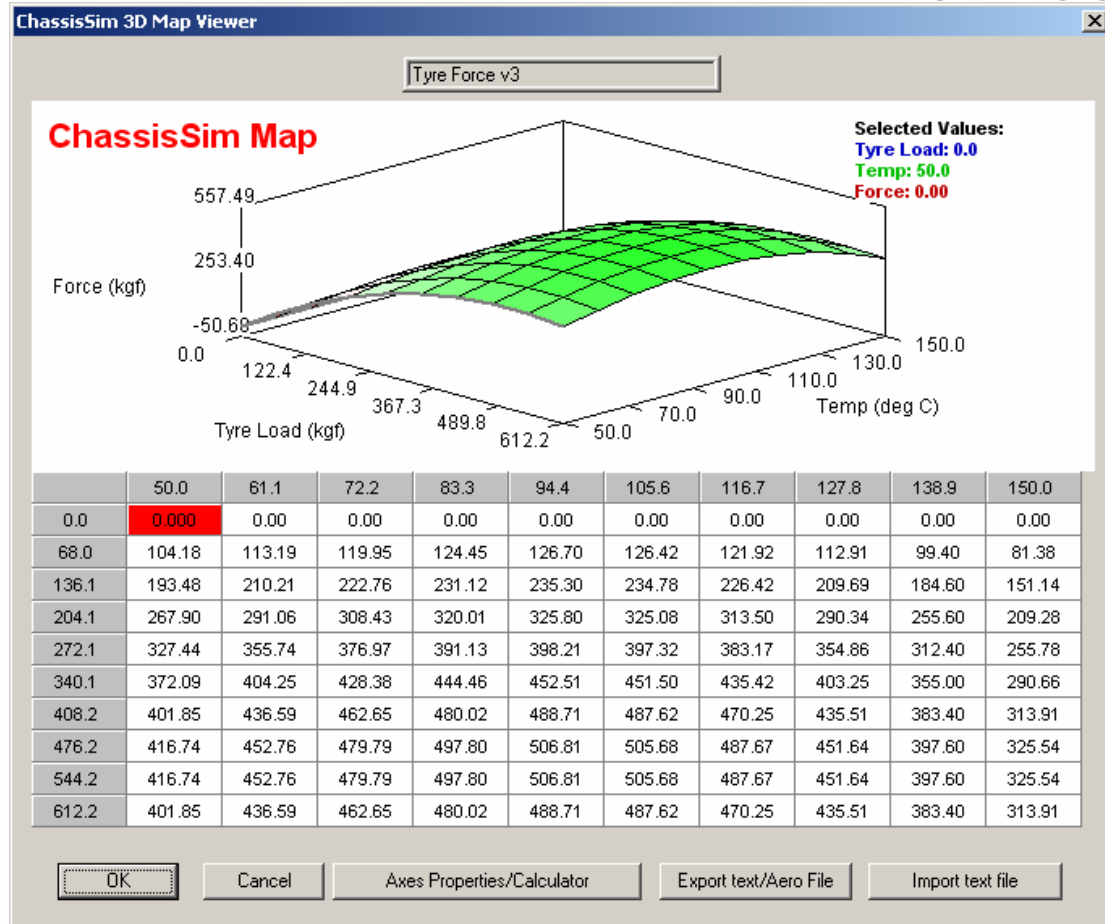 ChassisSim 3D Map Viewer
Tyre Force v3
ChassisSim Map
Selected Values:
Tyre Load: 0.0
Temp: 50.0
Force: 0.00
557.49
253.40
Force (kgf)
-50.68
0.0
122.4
244.9
367.3
489.8
612.2
Tyre Load (kgf)
50.0
70.0
90.0
110.0
130.0
150.0
Temp (deg C)
50.0 61.1 72.2 83.3 94.4 105.6 116.7 127.8 138.9 150.0
0.0 0.000 0.00 0.00 0.00 0.00 0.00 0.00 0.00 0.00 0.00
68.0 104.18 113.19 119.95 124.45 126.70 126.42 121.92 112.91 99.40 81.38
136.1 193.48 210.21 222.76 231.12 235.30 234.78 226.42 209.69 184.60 151.14
204.1 267.90 291.06 308.43 320.01 325.80 325.08 313.50 290.34 255.60 209.28
272.1 327.44 355.74 376.97 391.13 398.21 397.32 383.17 354.86 312.40 255.78
340.1 372.09 404.25 428.38 444.46 452.51 451.50 435.42 403.25 355.00 290.66
408.2 401.85 436.59 462.65 480.02 488.71 487.62 470.25 435.51 383.40 313.91
476.2 416.74 452.76 479.79 497.80 506.81 505.68 487.67 451.64 397.60 325.54
544.2 416.74 452.76 479.79 497.80 506.81 505.68 487.67 451.64 397.60 325.54
612.2 401.85 436.59 462.65 480.02 488.71 487.62 470.25 435.51 383.40 313.91
OK Cancel Axes Properties/Calculator Export text/Aero File Import text file